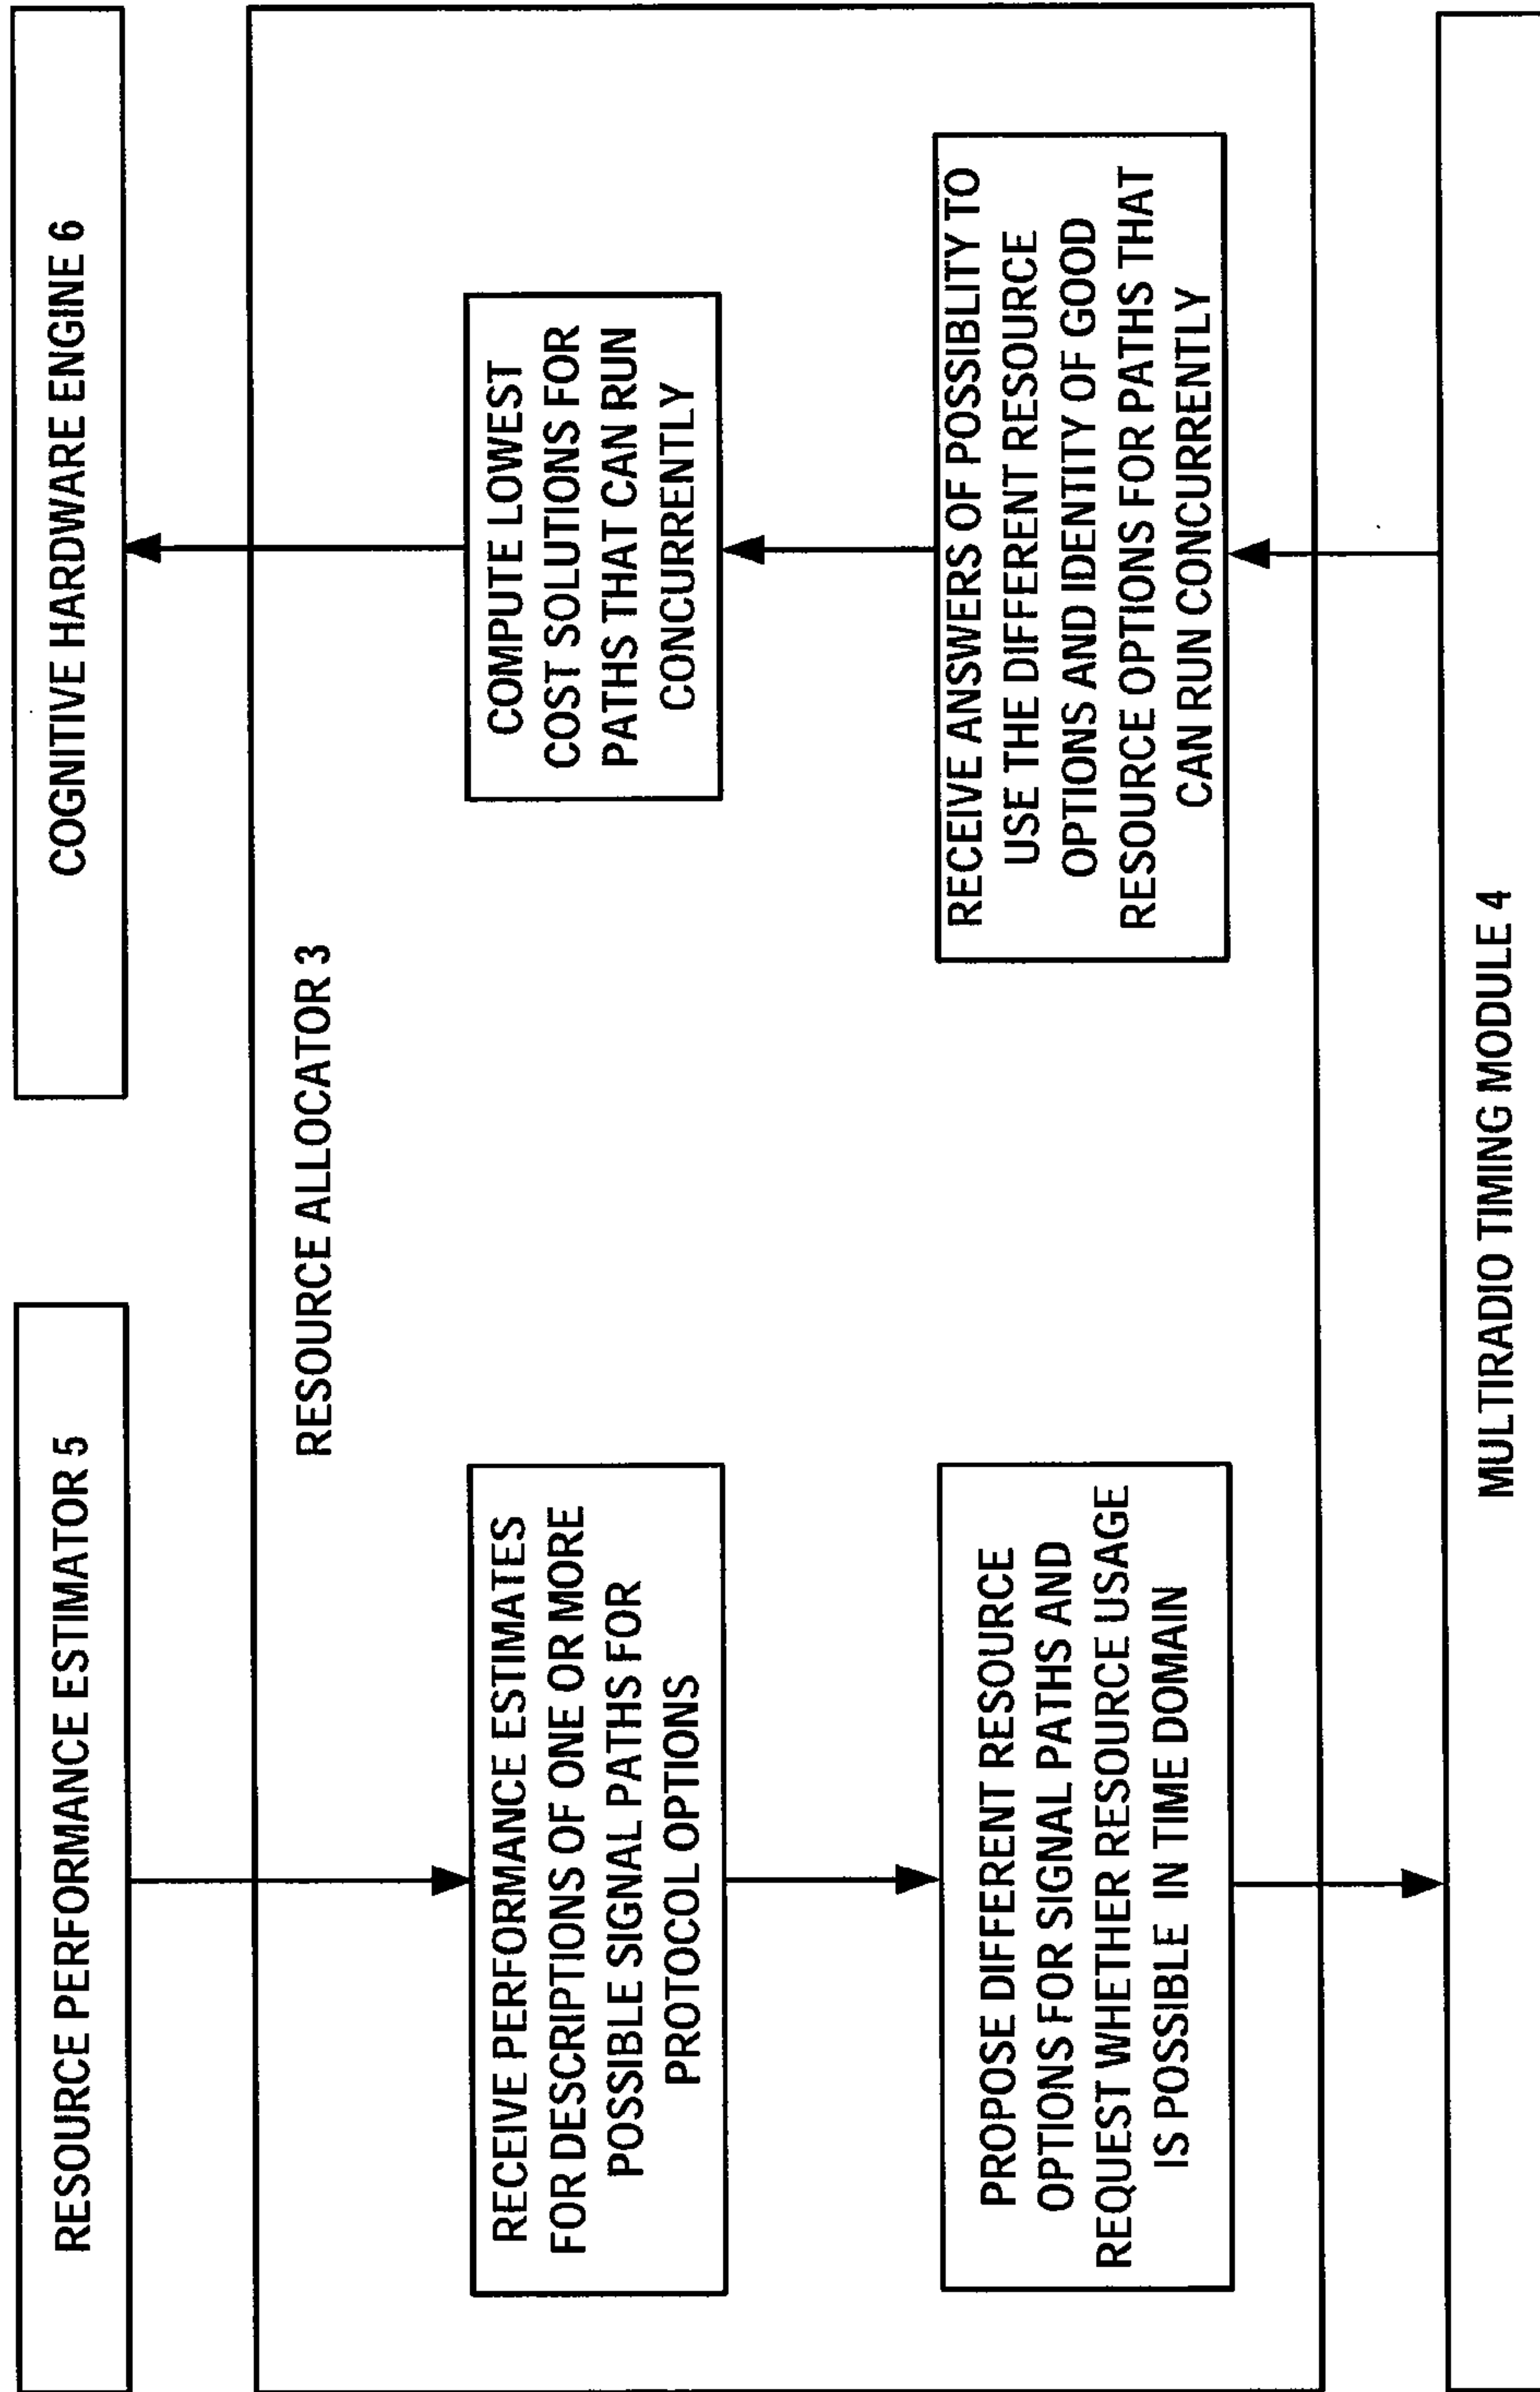 RESOURCE PERFORMANCE ESTIMATOR 5
COGNITIVE HARDWARE ENGINE 6
RESOURCE ALLOCATOR 3
RECEIVE PERFORMANCE ESTIMATES
FOR DESCRIPTIONS OF ONE OR MORE
POSSIBLE SIGNAL PATHS FOR
PROTOCOL OPTIONS
COMPUTE LOWEST
COST SOLUTIONS FOR
PATHS THAT CAN RUN
CONCURRENTLY
PROPOSE DIFFERENT RESOURCE
OPTIONS FOR SIGNAL PATHS AND
REQUEST WHETHER RESOURCE USAGE
IS POSSIBLE IN TIME DOMAIN
RECEIVE ANSWERS OF POSSIBLITY TO
USE THE DIFFERENT RESOURCE
OPTIONS AND IDENTITY OF GOOD
RESOURCE OPTIONS FOR PATHS THAT
CAN RUN CONCURRENTLY
MULTIRADIO TIMING MODULE 4